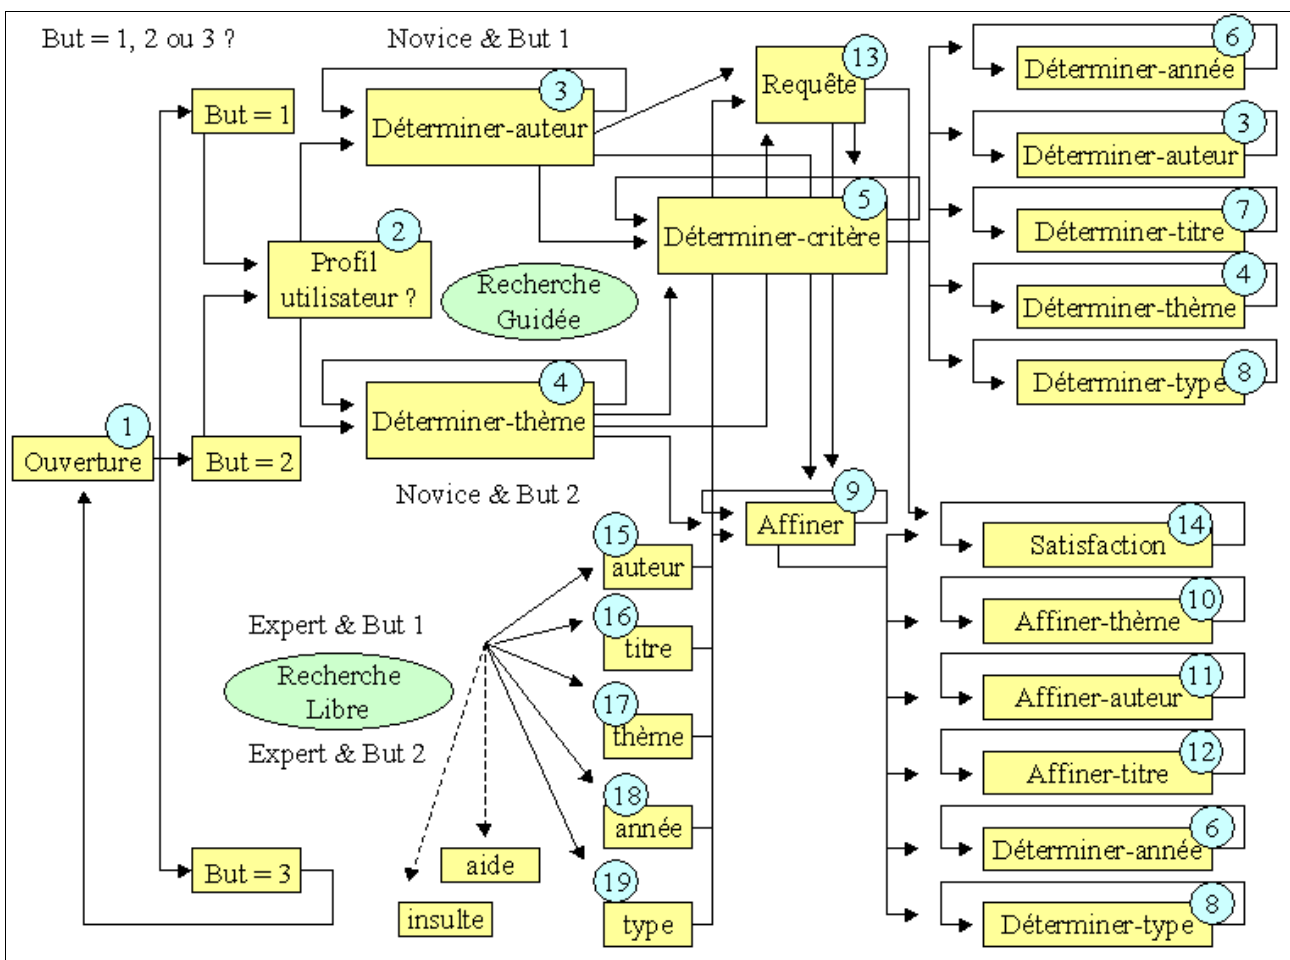 But = 1, 2 ou 3 ?
Novice & But 1
But = 1
3
Déterminer-auteur
13
Requête
6
Déterminer-année
3
Déterminer-auteur
7
Déterminer-titre
4
Déterminer-thème
8
Déterminer-type
2
Profil
utilisateur ?
5
Déterminer-critère
Recherche
Guidée
4
Déterminer-thème
1
Ouverture
But = 2
Novice & But 2
9
Affiner
15
auteur
16
titre
17
thème
18
année
19
type
Expert & But 1
Recherche
Libre
Expert & But 2
aide
insulte
But = 3
14
Satisfaction
10
Affiner-thème
11
Affiner-auteur
12
Affiner-titre
6
Déterminer-année
8
Déterminer-type